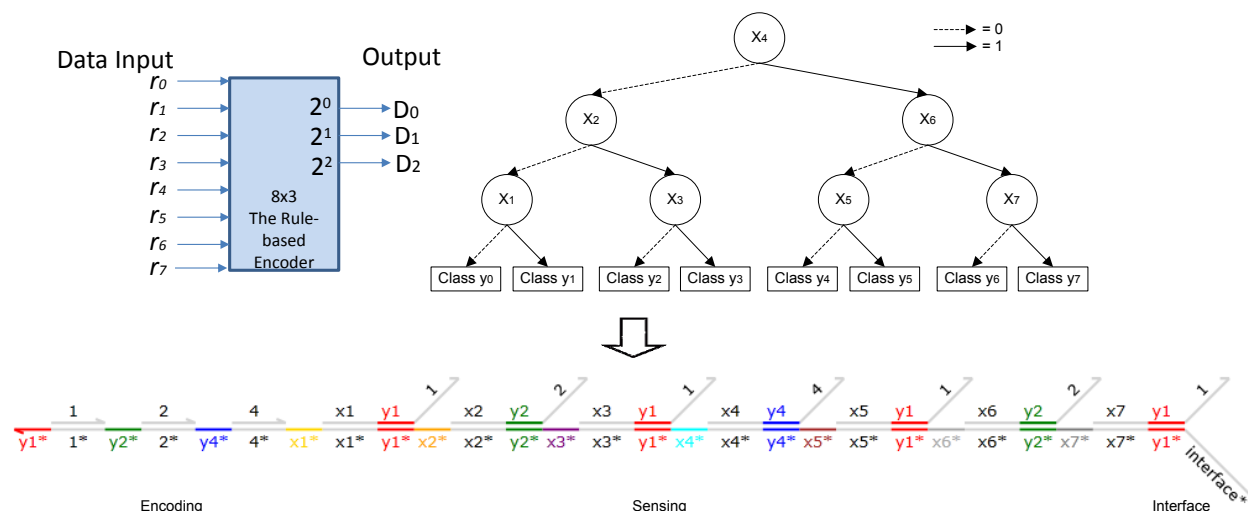 Data Input
Output
r0
r1
r2
r3
r4
r5
r6
r7
2^0
2^1
2^2
8x3
The Rule-
based
Encoder
D0
D1
D2
= 0
= 1
X4
X2
X6
X1
X3
X5
X7
Class y0
Class y1
Class y2
Class y3
Class y4
Class y5
Class y6
Class y7
1 2 1 4 1 2 1
1 2 4 x1 y1 x2 y2 x3 y1 x4 y4 x5 y1 x6 y2 x7 y1
y1* 1* y2* 2* y4* 4* x1* x1* y1* x2* x2* y2* x3* x3* y1* x4* x4* y4* x5* x5* y1* x6* x6* y2* x7* x7* y1*
interface*
Encoding
Sensing
Interface